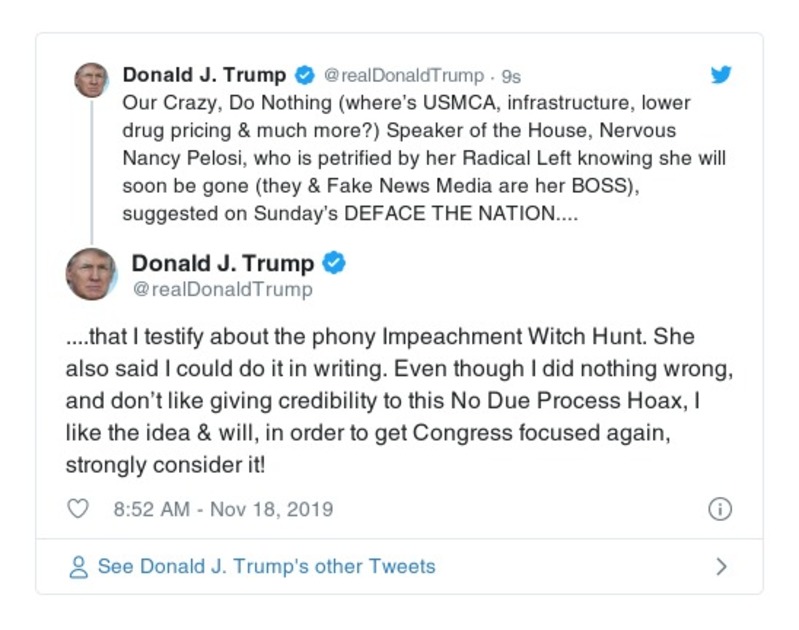 Donald J. Trump @realDonaldTrump · 9s
Our Crazy, Do Nothing (where's USMCA, infrastructure, lower
drug pricing & much more?) Speaker of the House, Nervous
Nancy Pelosi, who is petrified by her Radical Left knowing she will
soon be gone (they & Fake News Media are her BOSS),
suggested on Sunday's DEFACE THE NATION....
Donald J. Trump
@realDonaldTrump
....that I testify about the phony Impeachment Witch Hunt. She
also said I could do it in writing. Even though I did nothing wrong,
and don't like giving credibility to this No Due Process Hoax, I
like the idea & will, in order to get Congress focused again,
strongly consider it!
8:52 AM - Nov 18, 2019
See Donald J. Trump's other Tweets